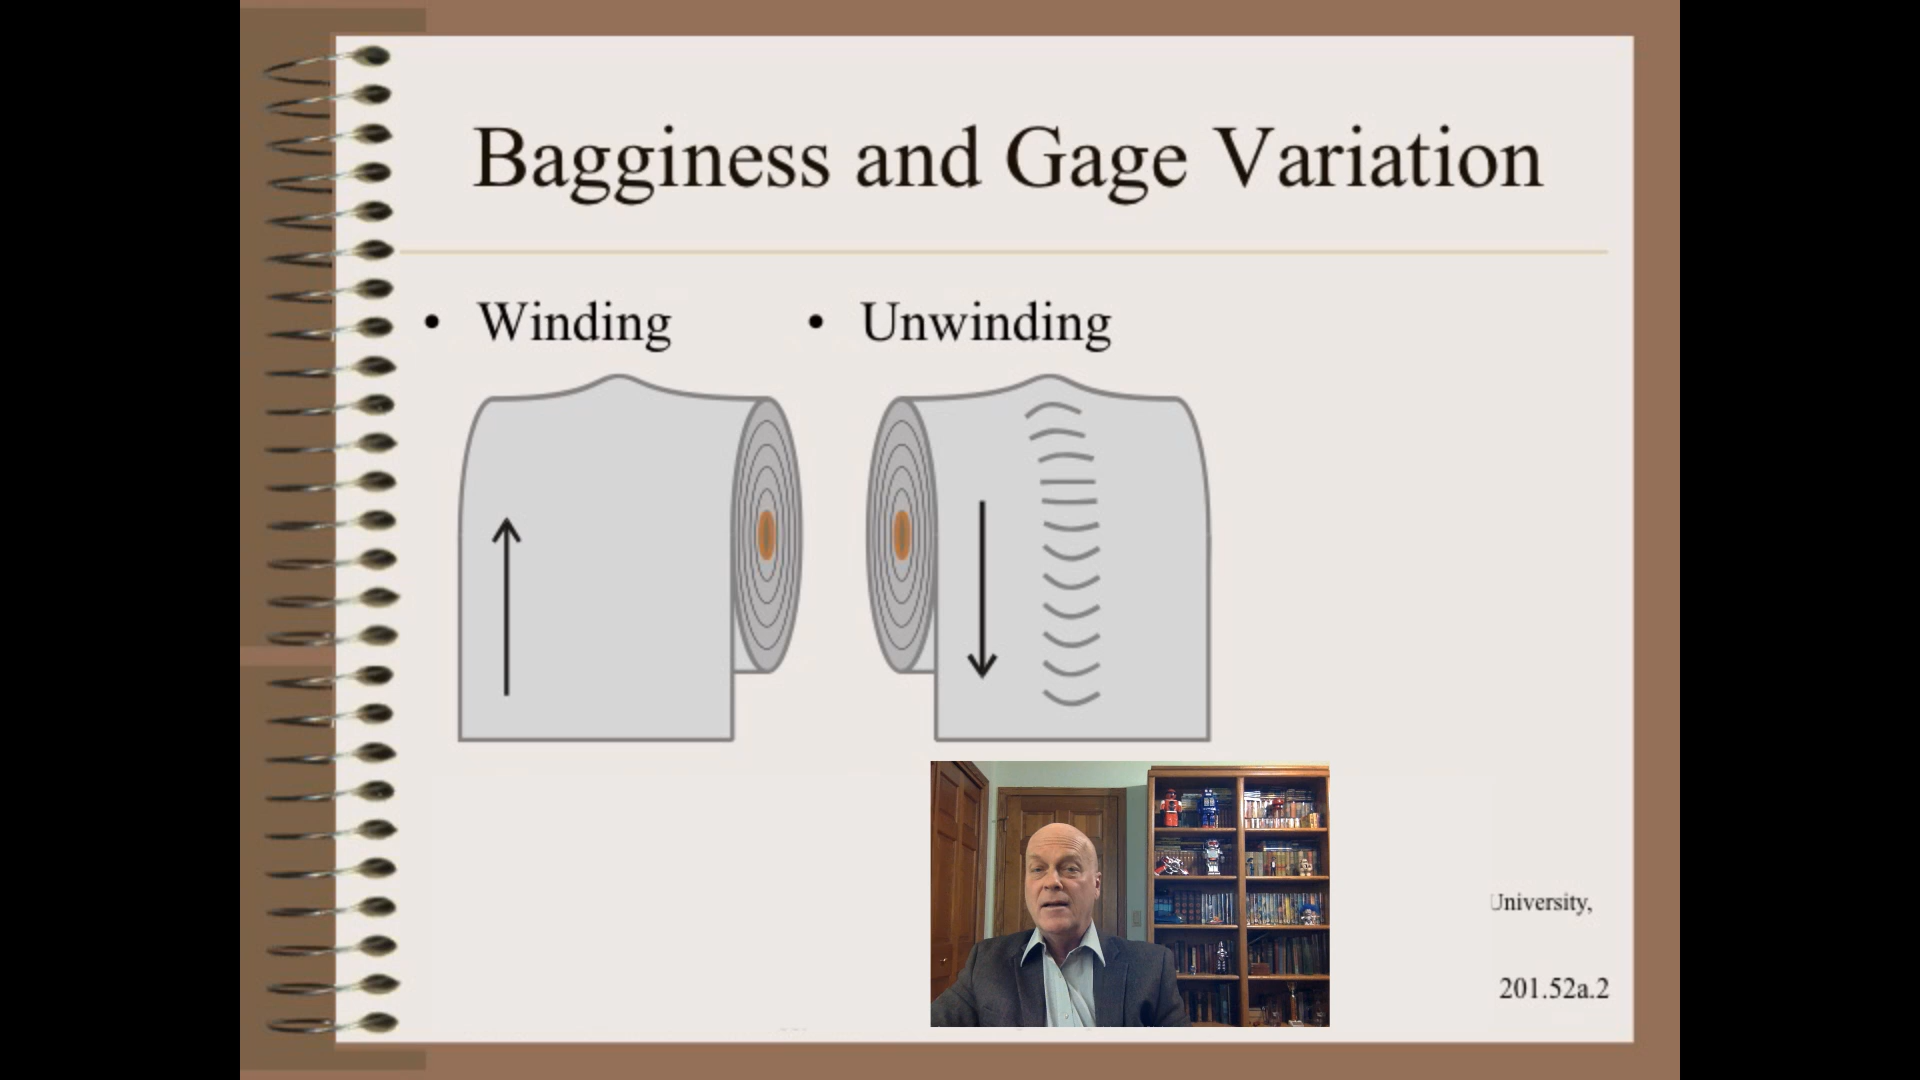 Bagginess and Gage Variation
• Winding
• Unwinding
University,
201.52a.2